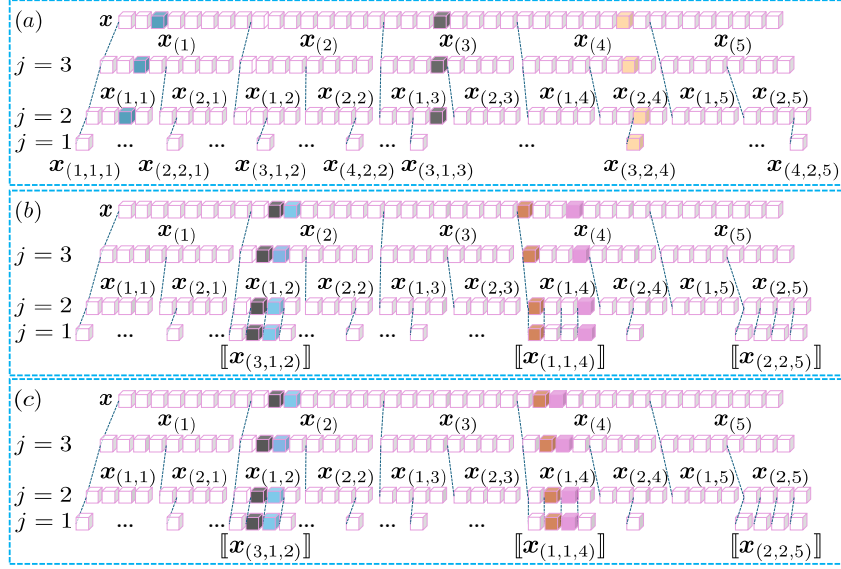 (a) x
x(1) x(2) x(3) x(4) x(5)
j = 3
x(1,1) x(2,1) x(1,2) x(2,2) x(1,3) x(2,3) x(1,4) x(2,4) x(1,5) x(2,5)
j = 2
j = 1 ... ... ... ... ... ...
x(1,1,1) x(2,2,1) x(3,1,2) x(4,2,2) x(3,1,3) x(3,2,4) x(4,2,5)
(b) x
x(1) x(2) x(3) x(4) x(5)
j = 3
x(1,1) x(2,1) x(1,2) x(2,2) x(1,3) x(2,3) x(1,4) x(2,4) x(1,5) x(2,5)
j = 2
j = 1 ... ... ... ... ... ...
⟦x(3,1,2)⟧ ⟦x(1,1,4)⟧ ⟦x(2,2,5)⟧
(c) x
x(1) x(2) x(3) x(4) x(5)
j = 3
x(1,1) x(2,1) x(1,2) x(2,2) x(1,3) x(2,3) x(1,4) x(2,4) x(1,5) x(2,5)
j = 2
j = 1 ... ... ... ... ... ...
⟦x(3,1,2)⟧ ⟦x(1,1,4)⟧ ⟦x(2,2,5)⟧